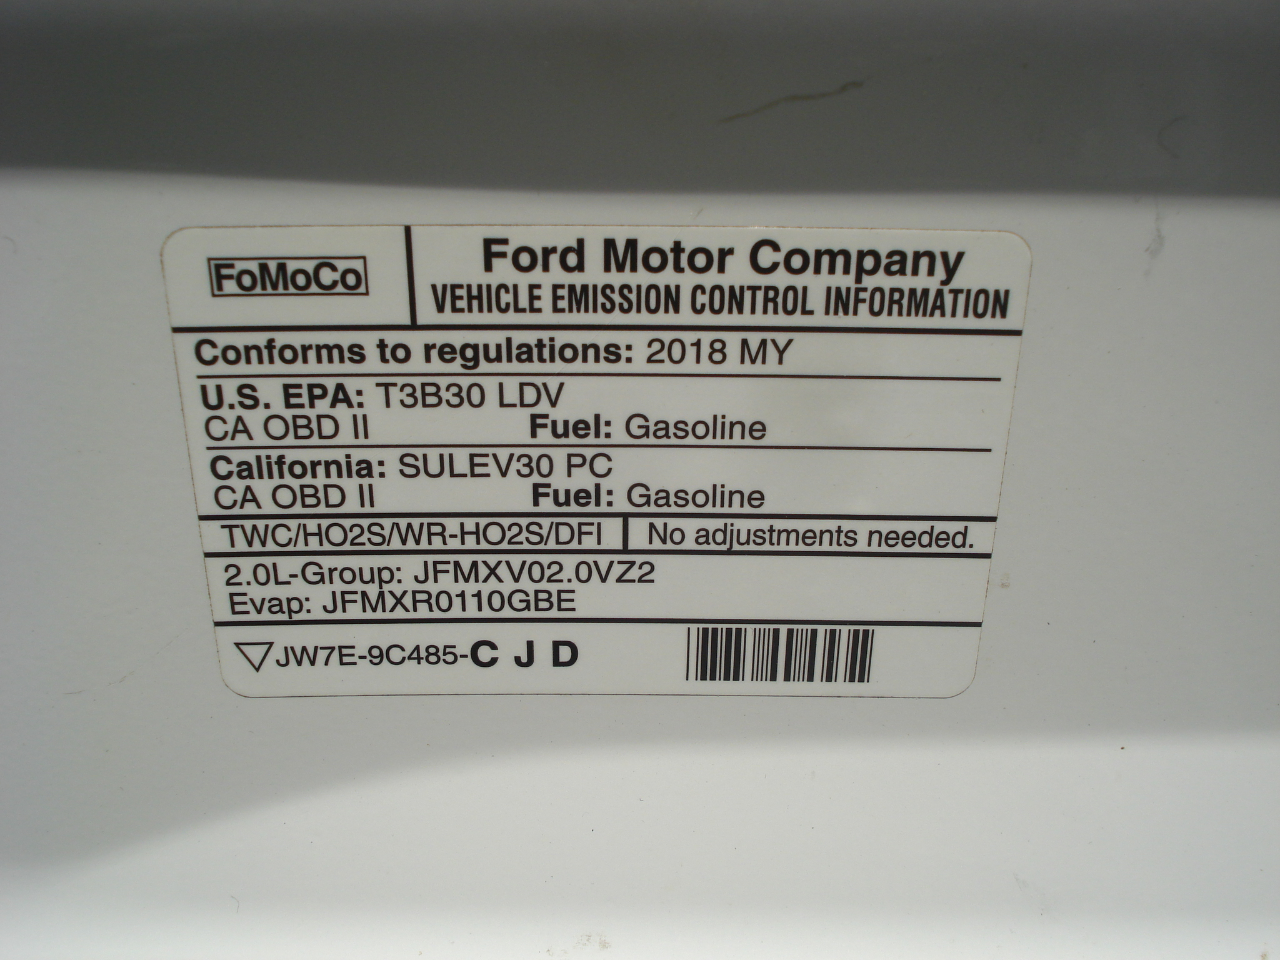 FoMoCo
Ford Motor Company
VEHICLE EMISSION CONTROL INFORMATION
Conforms to regulations: 2018 MY
U.S. EPA: T3B30 LDV
CA OBD II Fuel: Gasoline
California: SULEV30 PC
CA OBD II Fuel: Gasoline
TWC/HO2S/WR-HO2S/DFI No adjustments needed.
2.0L-Group: JFMXV02.0VZ2
Evap: JFMXR0110GBE
JW7E-9C485-C J D